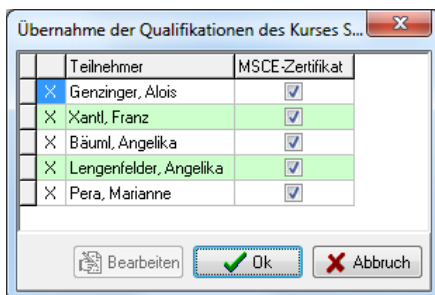 Übernahme der Qualifikationen des Kurses S...
Teilnehmer MSCE-Zertifikat
X Genzinger, Alois
X Xantl, Franz
X Bäuml, Angelika
X Lengenfelder, Angelika
X Pera, Marianne
Bearbeiten Ok Abbruch